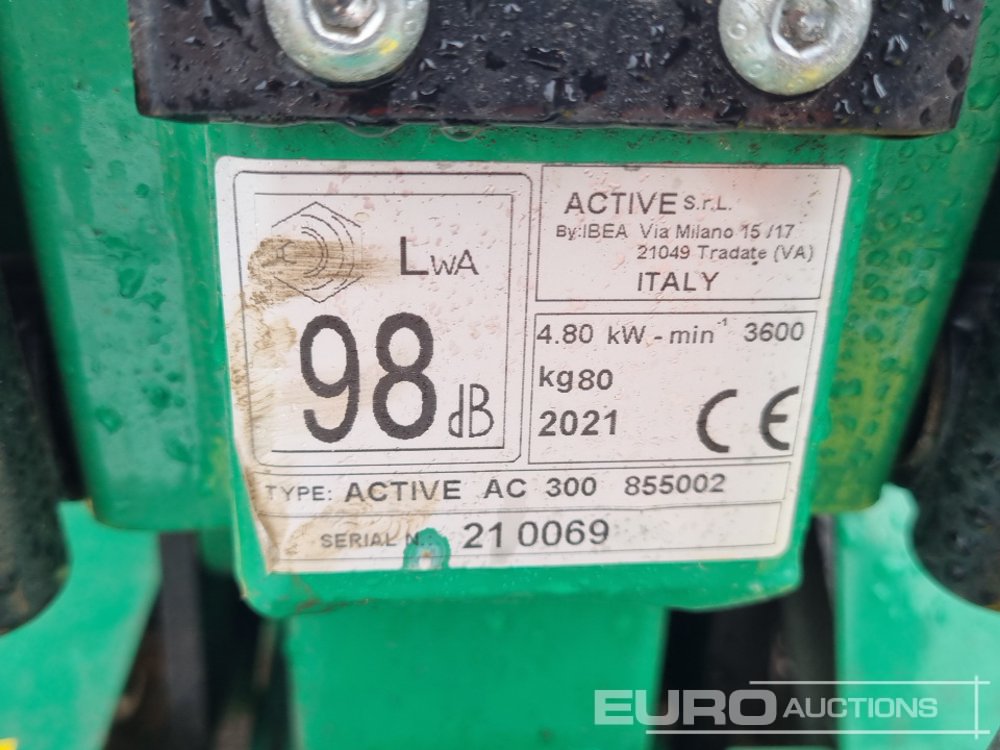 LWA
98 dB
ACTIVE S.r.L.
By:IBEA Via Milano 15 /17
21049 Tradate (VA)
ITALY
4.80 kW - min⁻¹ 3600
kg80
2021
CE
TYPE: ACTIVE AC 300 855002
SERIAL N.: 21 0069
EURO AUCTIONS